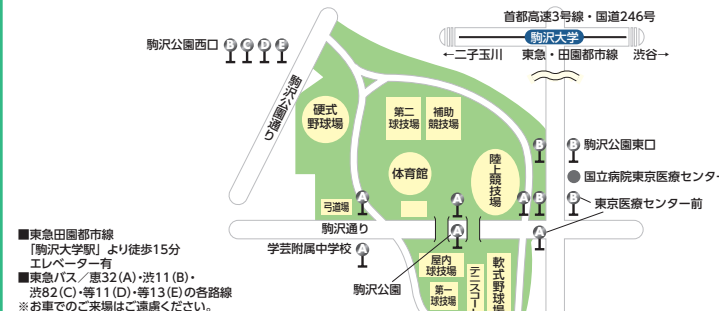 首都高速3号線・国道246号
駒沢大学
←二子玉川 東急・田園都市線 渋谷→
駒沢公園西口 B C D E
駒沢公園通り
硬式
野球場
第二
球技場
補助
競技場
体育館
陸上競技場
B
B 駒沢公園東口
国立病院東京医療センター
弓道場
A
A
A B
B 東京医療センター前
駒沢通り
A
A
学芸附属中学校 A
駒沢公園
屋内
球技場
第一
球技場
テニスコー
軟式野球場
■東急田園都市線
「駒沢大学駅」より徒歩15分
エレベーター有
■東急バス／恵32(A)・渋11(B)・
渋82(C)・等11(D)・等13(E)の各路線
※お車でのご来場はご遠慮ください。